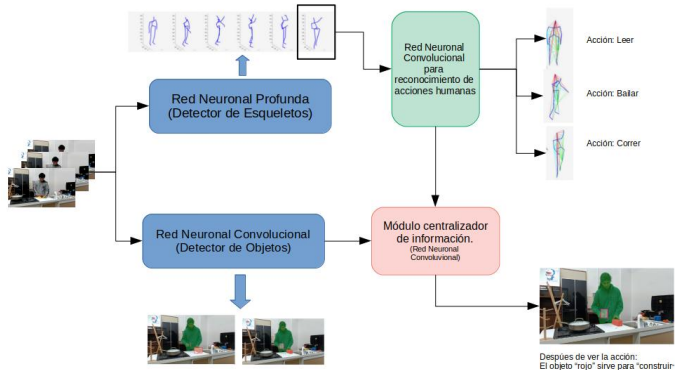 Red Neuronal Profunda
(Detector de Esqueletos)
Red Neuronal
Convolucional
para
reconocimiento de
acciones humanas
Acción: Leer
Acción: Bailar
Acción: Correr
Red Neuronal Convolucional
(Detector de Objetos)
Módulo centralizador
de información.
(Red Neuronal
Convoluvional)
Despúes de ver la acción:
El objeto "rojo" sirve para "construir